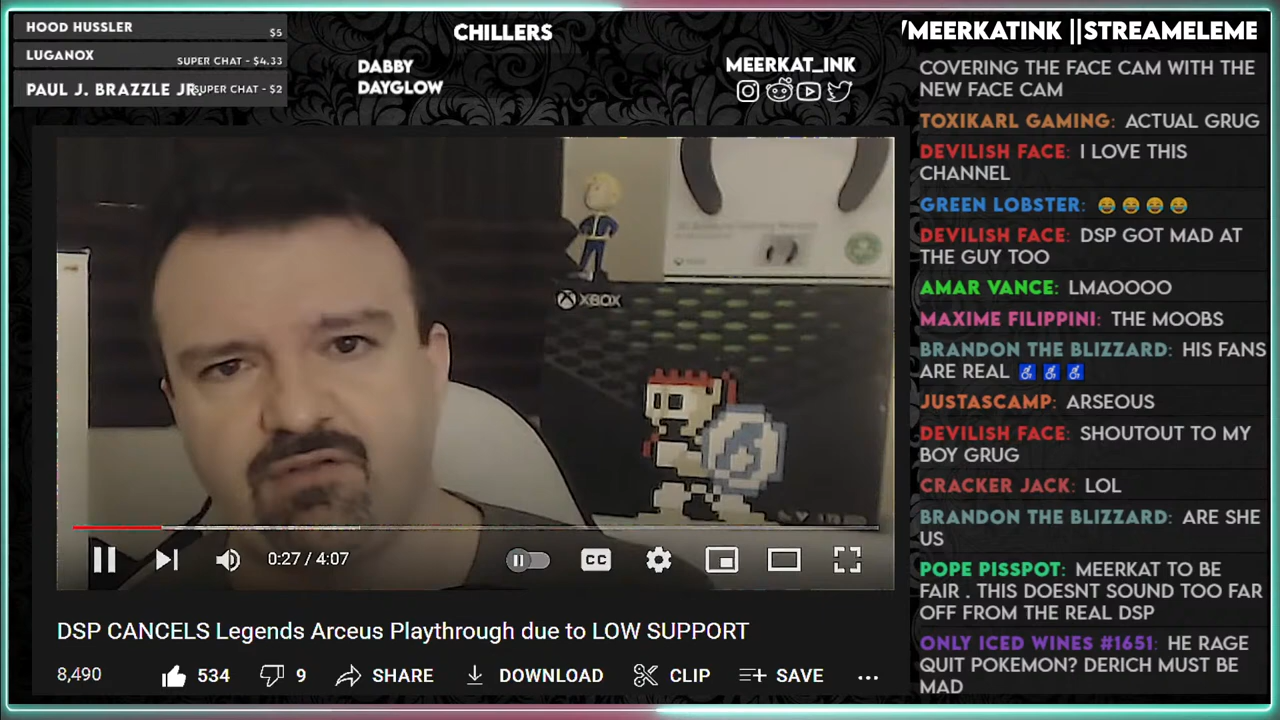 HOOD HUSSLER $5
LUGANOX SUPER CHAT - $4.33
PAUL J. BRAZZLE JR. SUPER CHAT - $2
CHILLERS
DABBY
DAYGLOW
MEERKAT_INK
/MEERKATINK ||STREAMELEME
COVERING THE FACE CAM WITH THE
NEW FACE CAM
TOXIKARL GAMING: ACTUAL GRUG
DEVILISH FACE: I LOVE THIS
CHANNEL
GREEN LOBSTER: 😂 😂 😂 😂
DEVILISH FACE: DSP GOT MAD AT
THE GUY TOO
AMAR VANCE: LMAOOOO
MAXIME FILIPPINI: THE MOOBS
BRANDON THE BLIZZARD: HIS FANS
ARE REAL ♿ ♿ ♿
JUSTASCAMP: ARSEOUS
DEVILISH FACE: SHOUTOUT TO MY
BOY GRUG
CRACKER JACK: LOL
BRANDON THE BLIZZARD: ARE SHE
US
POPE PISSPOT: MEERKAT TO BE
FAIR . THIS DOESNT SOUND TOO FAR
OFF FROM THE REAL DSP
ONLY ICED WINES #1651: HE RAGE
QUIT POKEMON? DERICH MUST BE
MAD
XBOX
0:27 / 4:07
CC
DSP CANCELS Legends Arceus Playthrough due to LOW SUPPORT
8,490 534 9 SHARE DOWNLOAD CLIP SAVE ...